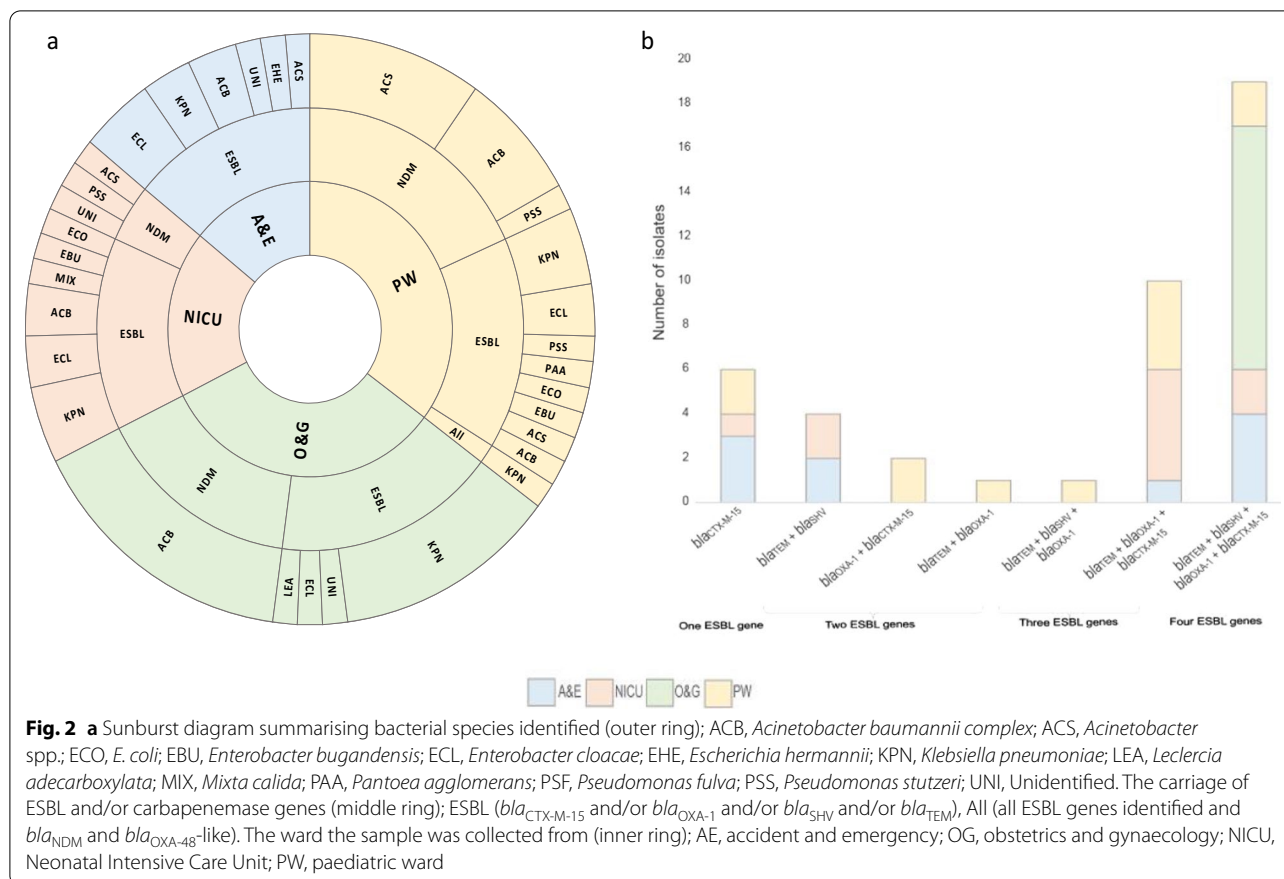 a
ACS
ACB
PSS
KPN
ECL
PSS
PAA
ECO
EBU
ACS
ACB
KPN
KPN
UNI
ECL
LEA
ACB
KPN
ECL
ACB
MIX
EBU
ECO
UNI
PSS
ACS
ECL
KPN
ACB
UNI
EHE
ACS
NDM
ESBL
All
ESBL
NDM
ESBL
NDM
ESBL
PW
O&G
NICU
A&E
b
Number of isolates
20
18
16
14
12
10
8
6
4
2
0
blaCTX-M-15
blaTEM + blaSHV
blaOXA-1 + blaCTX-M-15
blaTEM + blaOXA-1
blaTEM + blaSHV +
blaOXA-1
blaTEM + blaOXA-1 +
blaCTX-M-15
blaTEM + blaSHV +
blaOXA-1 + blaCTX-M-15
One ESBL gene
Two ESBL genes
Three ESBL genes
Four ESBL genes
A&E NICU O&G PW
Fig. 2 a Sunburst diagram summarising bacterial species identified (outer ring); ACB, Acinetobacter baumannii complex; ACS, Acinetobacter
spp.; ECO, E. coli; EBU, Enterobacter bugandensis; ECL, Enterobacter cloacae; EHE, Escherichia hermannii; KPN, Klebsiella pneumoniae; LEA, Leclercia
adecarboxylata; MIX, Mixta calida; PAA, Pantoea agglomerans; PSF, Pseudomonas fulva; PSS, Pseudomonas stutzeri; UNI, Unidentified. The carriage of
ESBL and/or carbapenemase genes (middle ring); ESBL (blaCTX-M-15 and/or blaOXA-1 and/or blaSHV and/or blaTEM), All (all ESBL genes identified and
blaNDM and blaOXA-48-like). The ward the sample was collected from (inner ring); AE, accident and emergency; OG, obstetrics and gynaecology; NICU,
Neonatal Intensive Care Unit; PW, paediatric ward